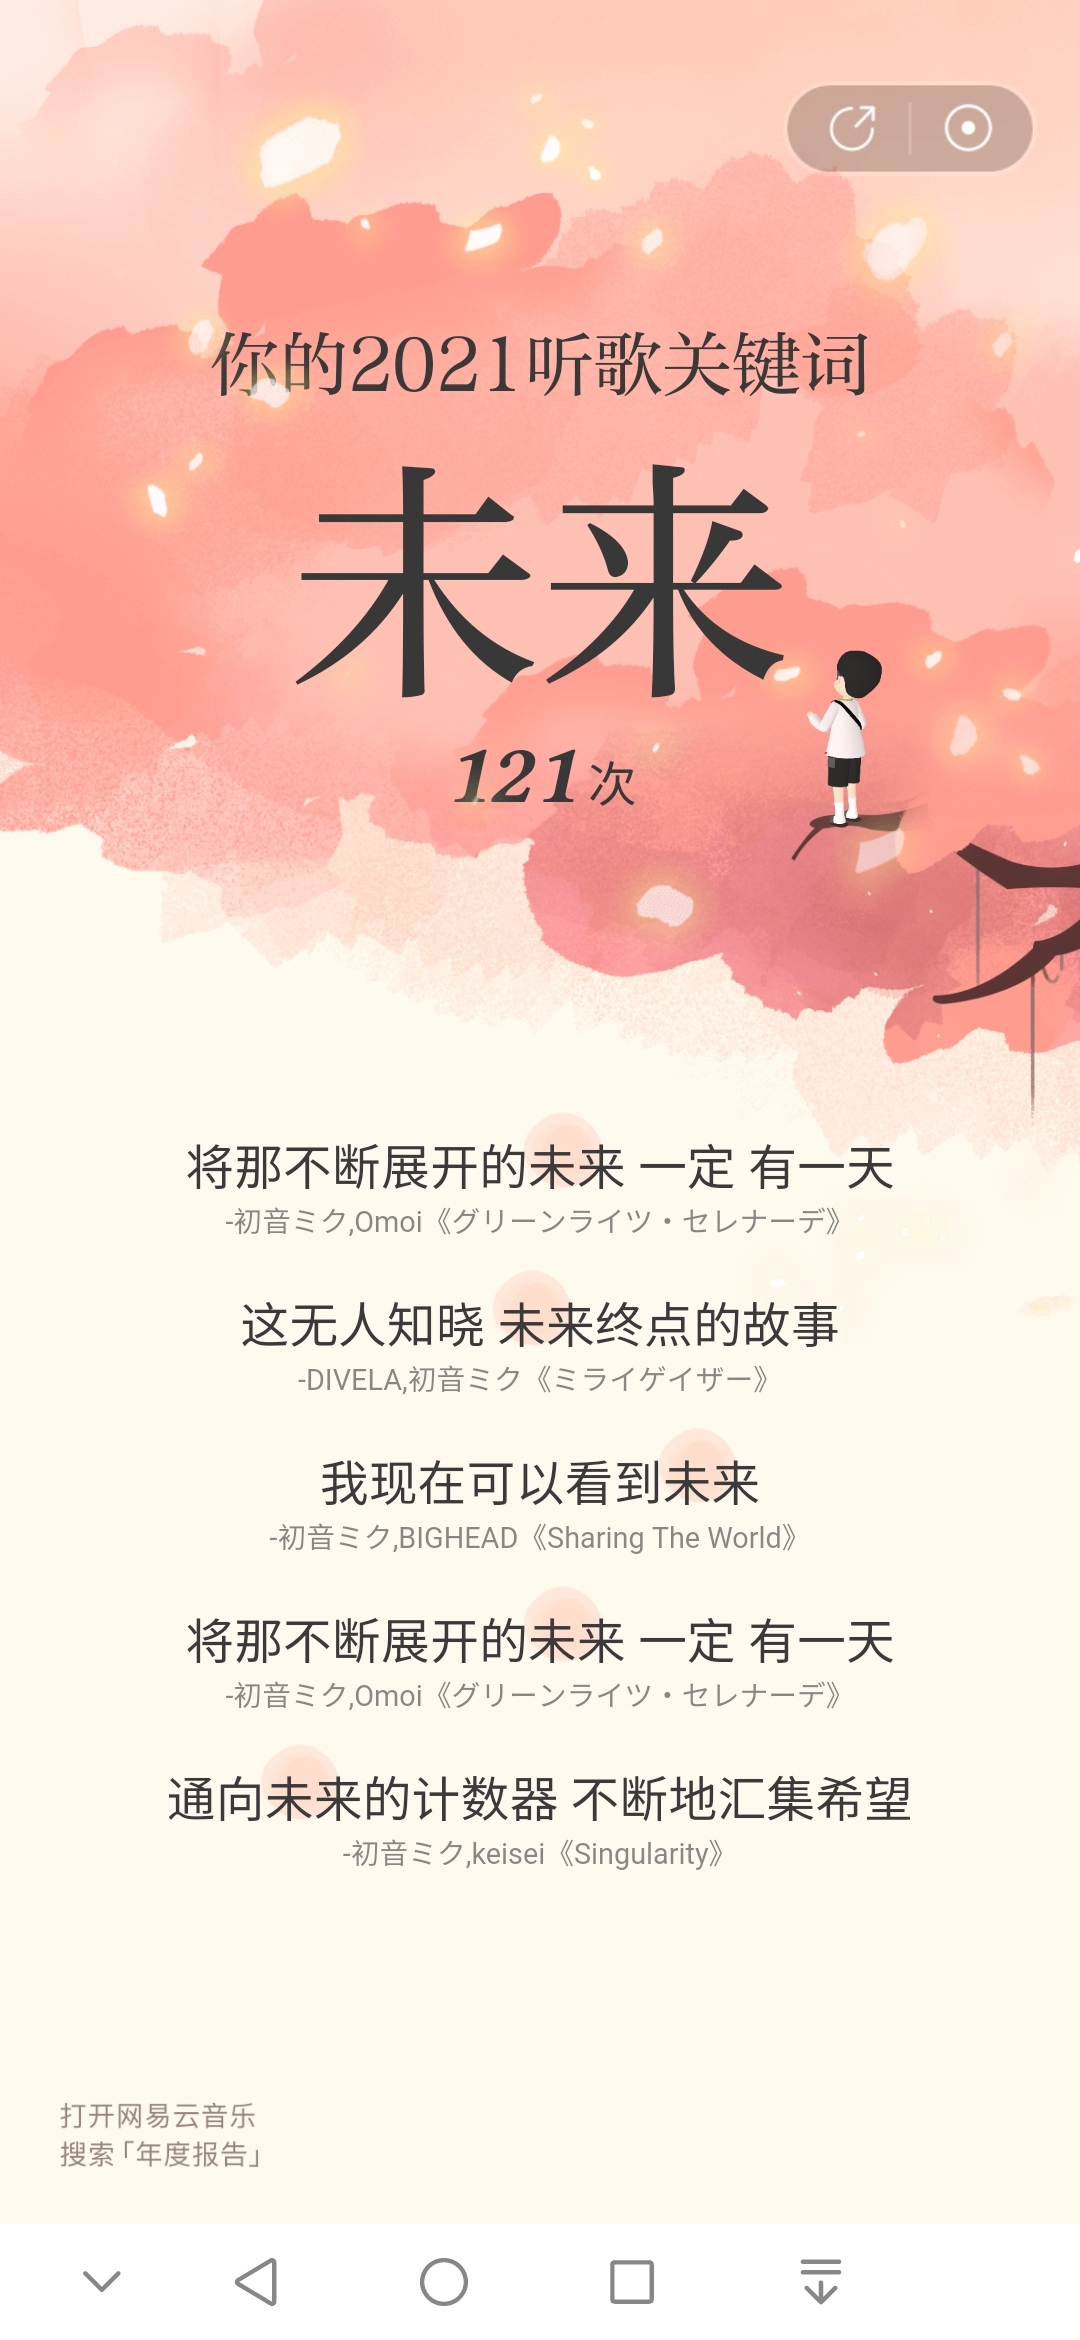 你的2021听歌关键词
未来
121次
将那不断展开的未来 一定 有一天
-初音ミク,Omoi《グリーンライツ・セレナーデ》
这无人知晓 未来终点的故事
-DIVELA,初音ミク《ミライゲイザー》
我现在可以看到未来
-初音ミク,BIGHEAD《Sharing The World》
将那不断展开的未来 一定 有一天
-初音ミク,Omoi《グリーンライツ・セレナーデ》
通向未来的计数器 不断地汇集希望
-初音ミク,keisei《Singularity》
打开网易云音乐
搜索「年度报告」